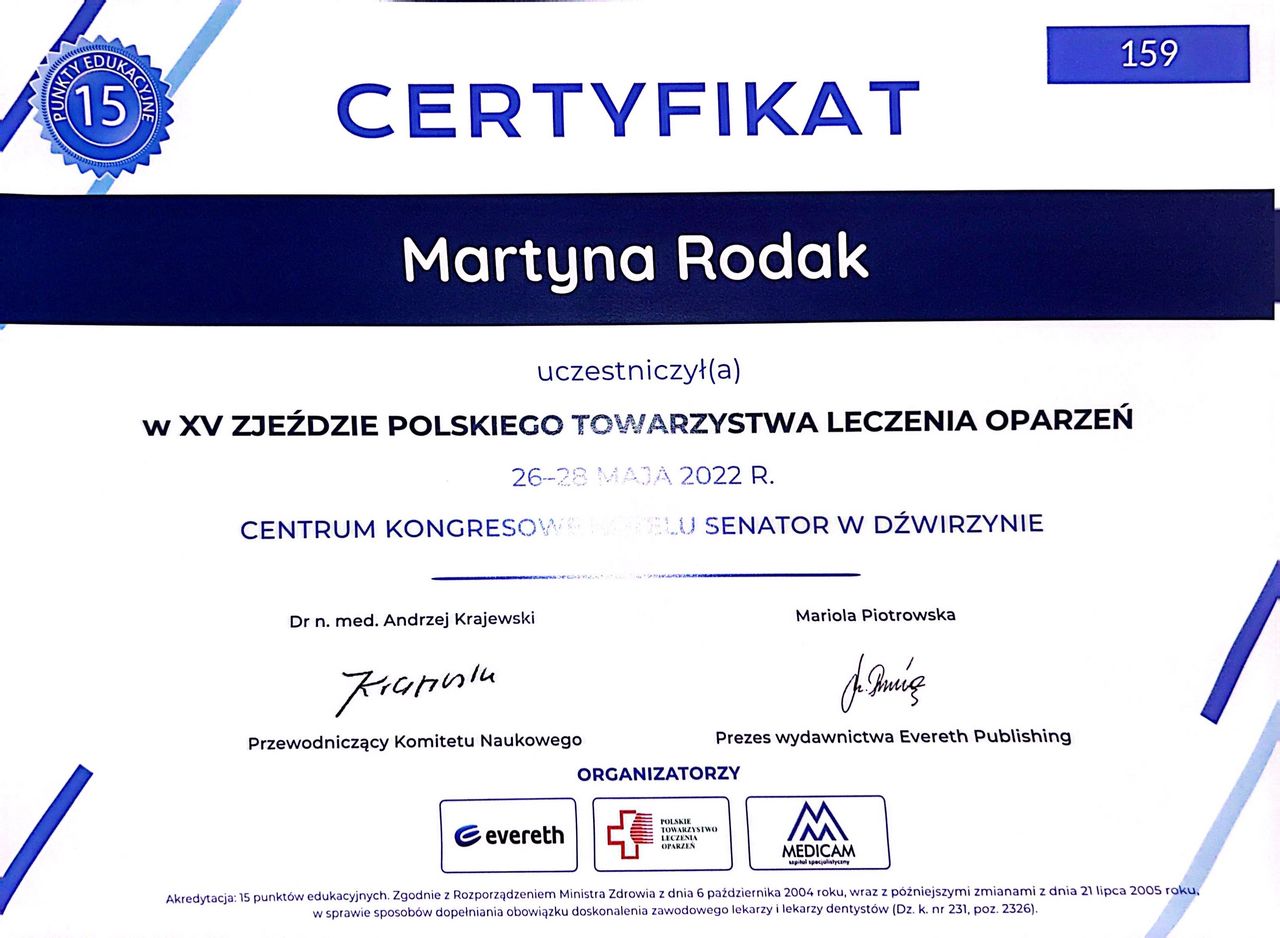 PUNKTY EDUKACYJNE
15
159
CERTYFIKAT
Martyna Rodak
uczestniczył(a)
w XV ZJEŹDZIE POLSKIEGO TOWARZYSTWA LECZENIA OPARZEŃ
26–28 MAJA 2022 R.
CENTRUM KONGRESOWE HOTELU SENATOR W DŹWIRZYNIE
Dr n. med. Andrzej Krajewski
Mariola Piotrowska
Przewodniczący Komitetu Naukowego
Prezes wydawnictwa Evereth Publishing
ORGANIZATORZY
evereth
POLSKIE
TOWARZYSTWO
LECZENIA
OPARZEŃ
MEDICAM
szpital specjalistyczny
Akredytacja: 15 punktów edukacyjnych. Zgodnie z Rozporządzeniem Ministra Zdrowia z dnia 6 października 2004 roku, wraz z późniejszymi zmianami z dnia 21 lipca 2005 roku,
w sprawie sposobów dopełniania obowiązku doskonalenia zawodowego lekarzy i lekarzy dentystów (Dz. k. nr 231, poz. 2326).